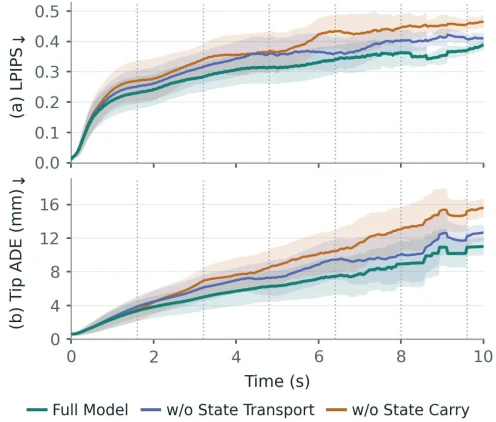 (a) LPIPS↓
0.5
0.4
0.3
0.2
0.1
0.0
(b) Tip ADE (mm)↓
16
12
8
4
0
0 2 4 6 8 10
Time (s)
Full Model w/o State Transport w/o State Carry